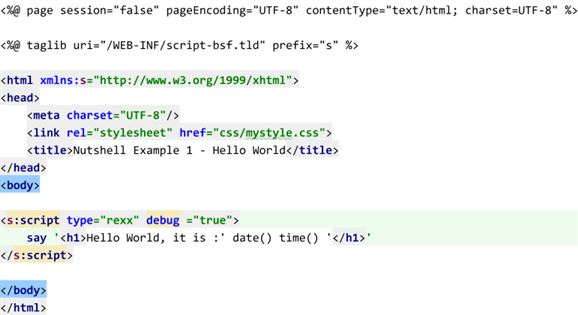 <%@ page session="false" pageEncoding="UTF-8" contentType="text/html; charset=UTF-8" %>
<%@ taglib uri="/WEB-INF/script-bsf.tld" prefix="s" %>
<html xmlns:s="http://www.w3.org/1999/xhtml">
<head>
    <meta charset="UTF-8"/>
    <link rel="stylesheet" href="css/mystyle.css">
    <title>Nutshell Example 1 - Hello World</title>
</head>
<body>
<s:script type="rexx" debug ="true">
    say '<h1>Hello World, it is :' date() time() '</h1>'
</s:script>
</body>
</html>